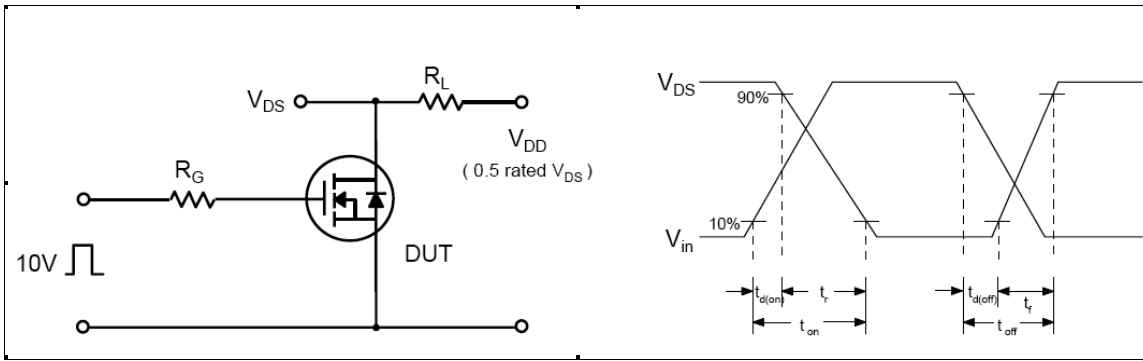 R_L
V_DS
V_DD
( 0.5 rated V_DS )
R_G
DUT
10V
V_DS
90%
10%
V_in
t_d(on)
t_r
t_d(off)
t_f
t_on
t_off